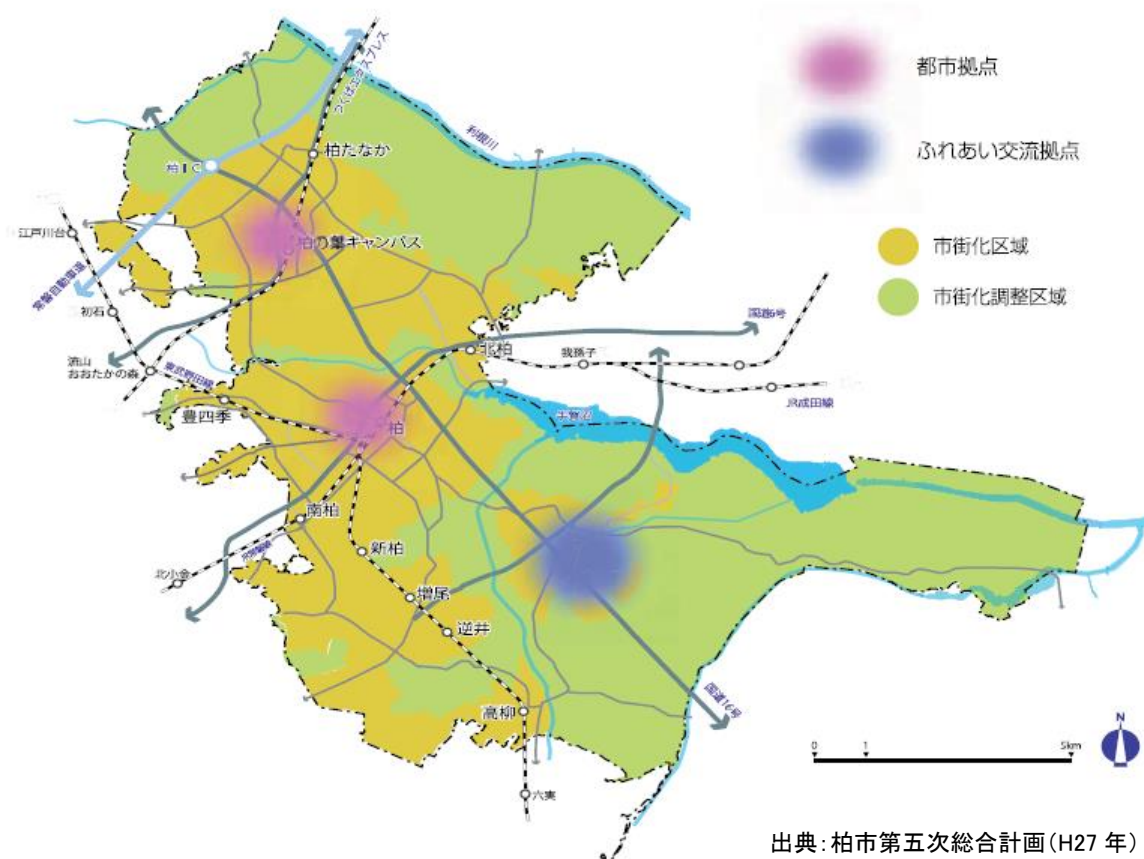 都市拠点
ふれあい交流拠点
市街化区域
市街化調整区域
つくばエクスプレス
利根川
柏たなか
柏IC
江戸川台
柏の葉キャンパス
常磐自動車道
初石
国道6号
北柏
我孫子
流山
おおたかの森
東武野田線
JR成田線
豊四季
柏
手賀沼
南柏
新柏
北小金
増尾
逆井
高柳
国道16号
六実
N
0 1 5km
出典：柏市第五次総合計画（H27 年）